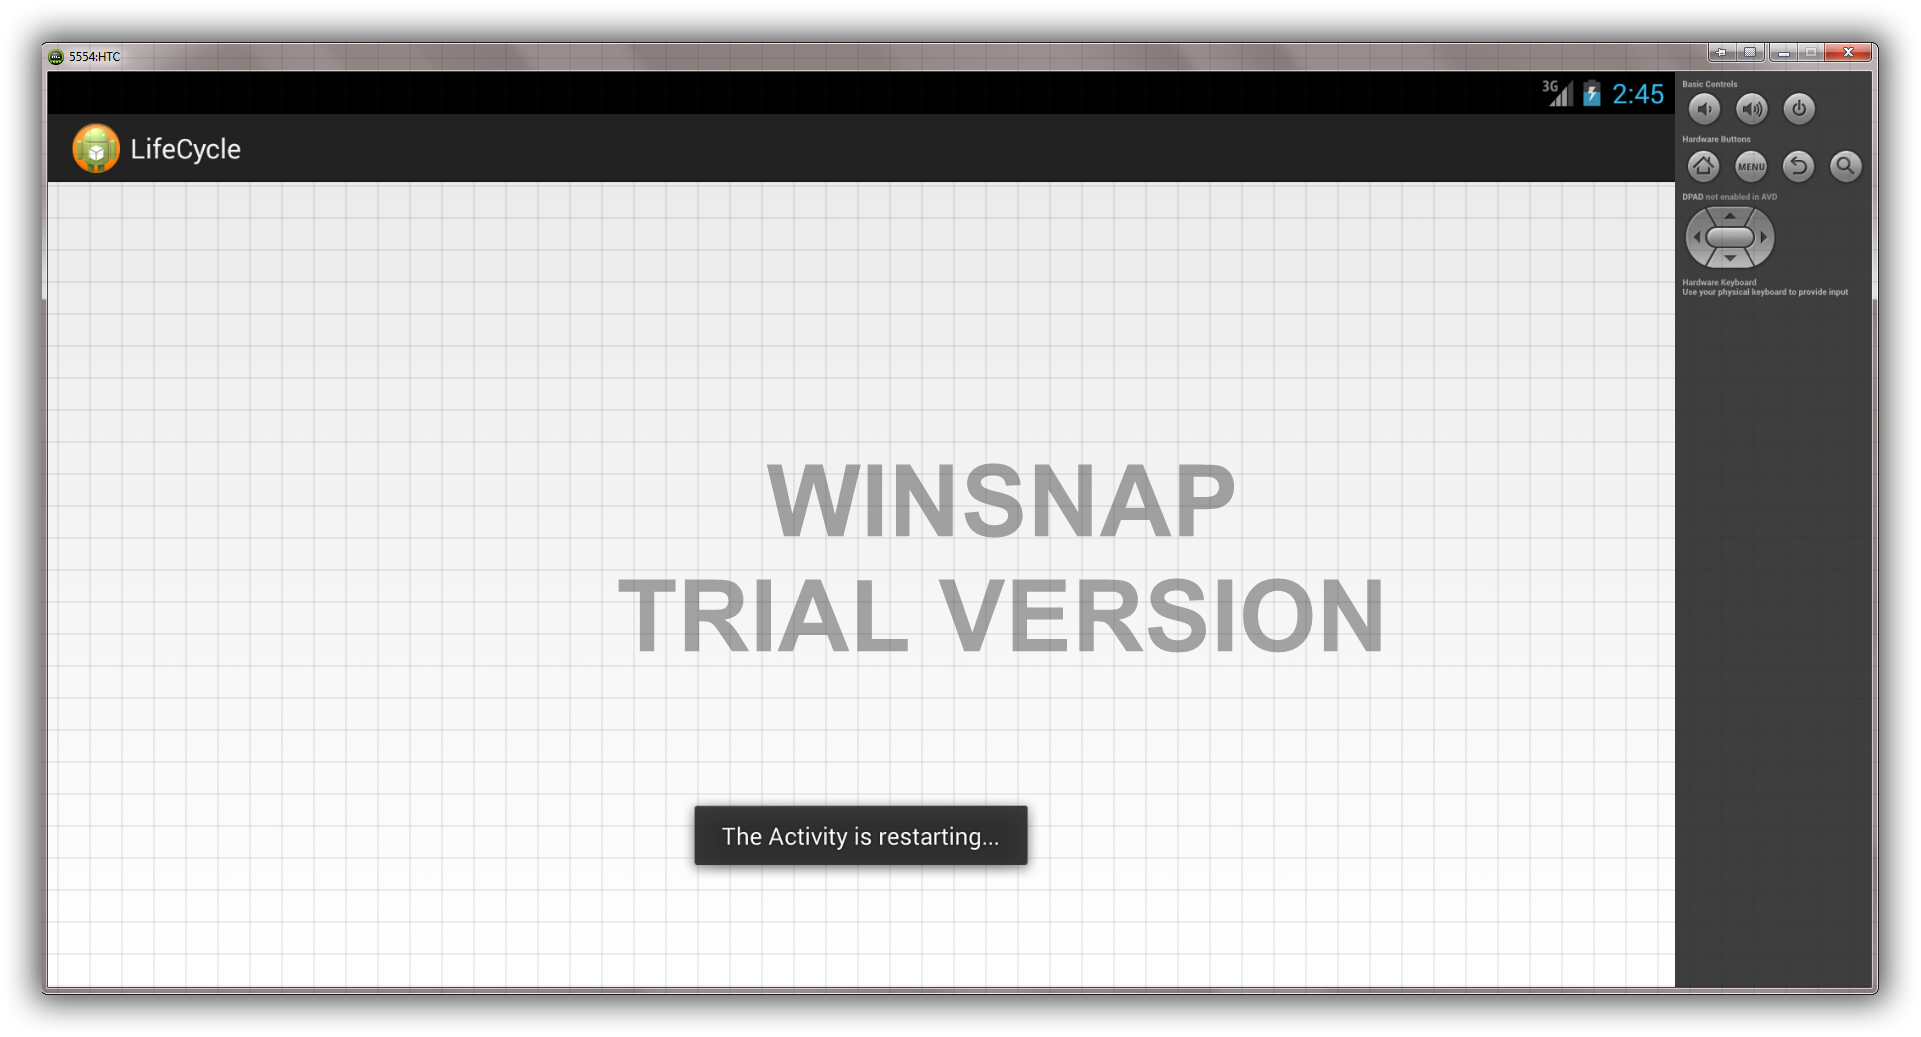 5554:HTC
3G 2:45
LifeCycle
Basic Controls
Hardware Buttons
MENU
DPAD not enabled in AVD
Hardware Keyboard
Use your physical keyboard to provide input
WINSNAP
TRIAL VERSION
The Activity is restarting...